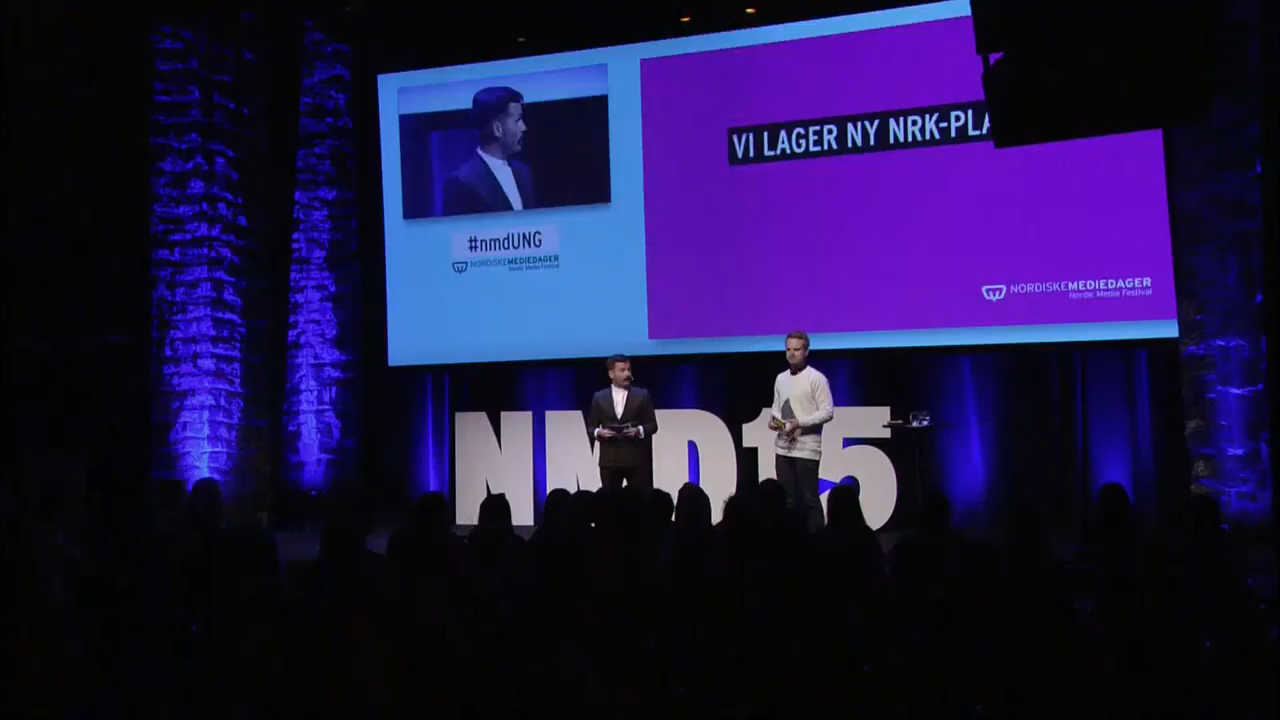 VI LAGER NY NRK-PLA
#nmdUNG
NORDISKEMEDIEDAGER
Nordic Media Festival
NORDISKEMEDIEDAGER
Nordic Media Festival
NMD15